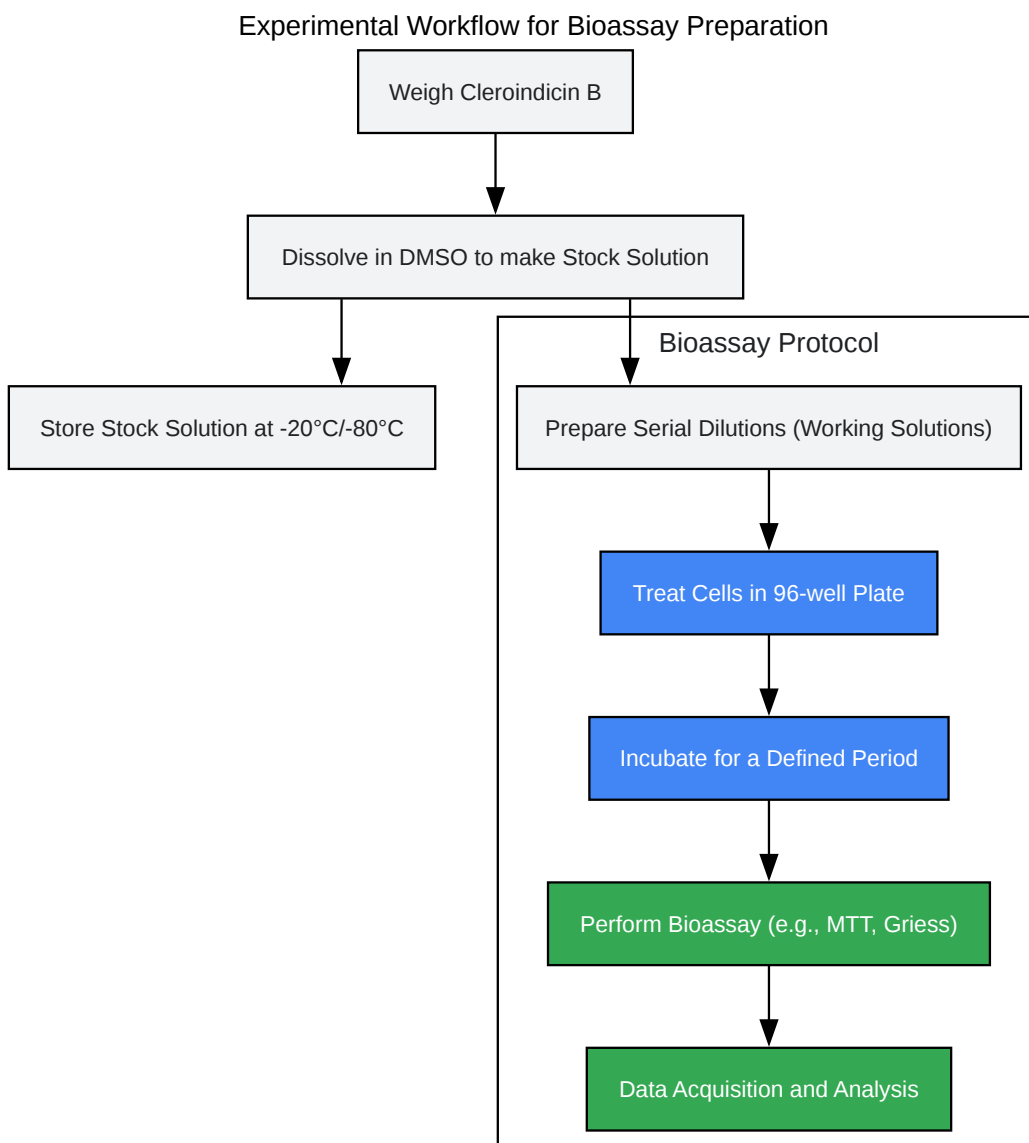 Experimental Workflow for Bioassay Preparation
Weigh Cleroindicin B
Dissolve in DMSO to make Stock Solution
Bioassay Protocol
Store Stock Solution at -20°C/-80°C
Prepare Serial Dilutions (Working Solutions)
Treat Cells in 96-well Plate
Incubate for a Defined Period
Perform Bioassay (e.g., MTT, Griess)
Data Acquisition and Analysis